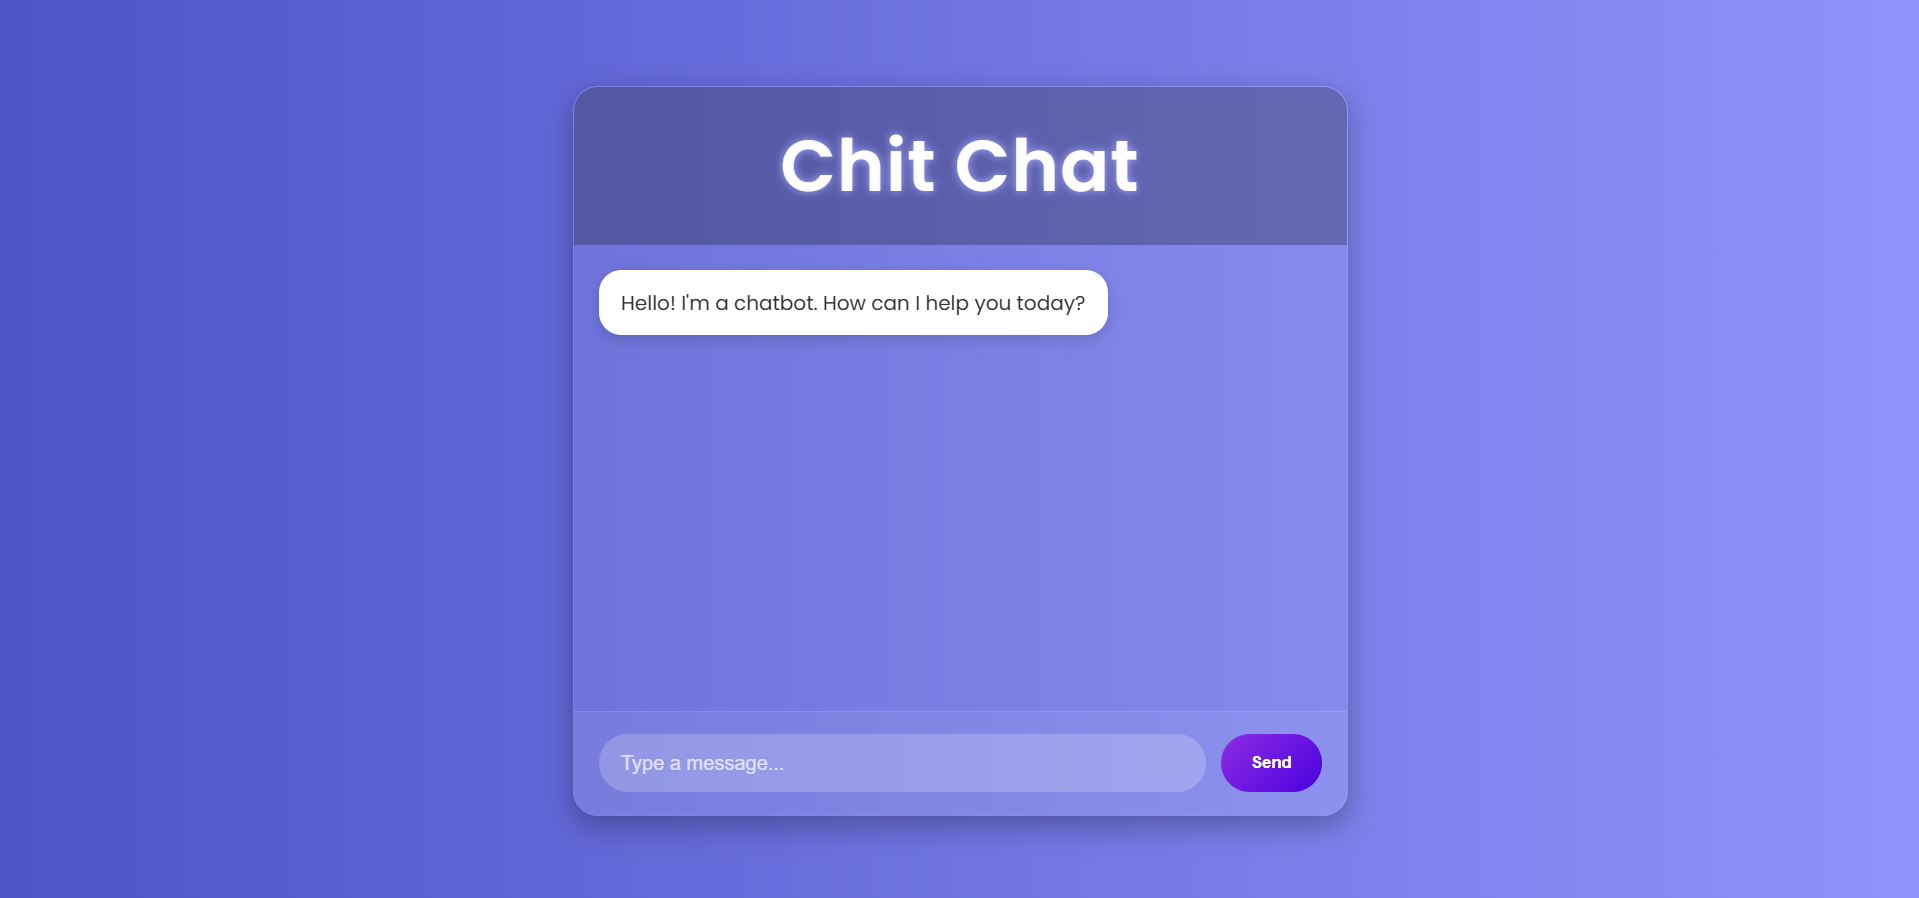 Chit Chat
Hello! I'm a chatbot. How can I help you today?
Type a message...
Send